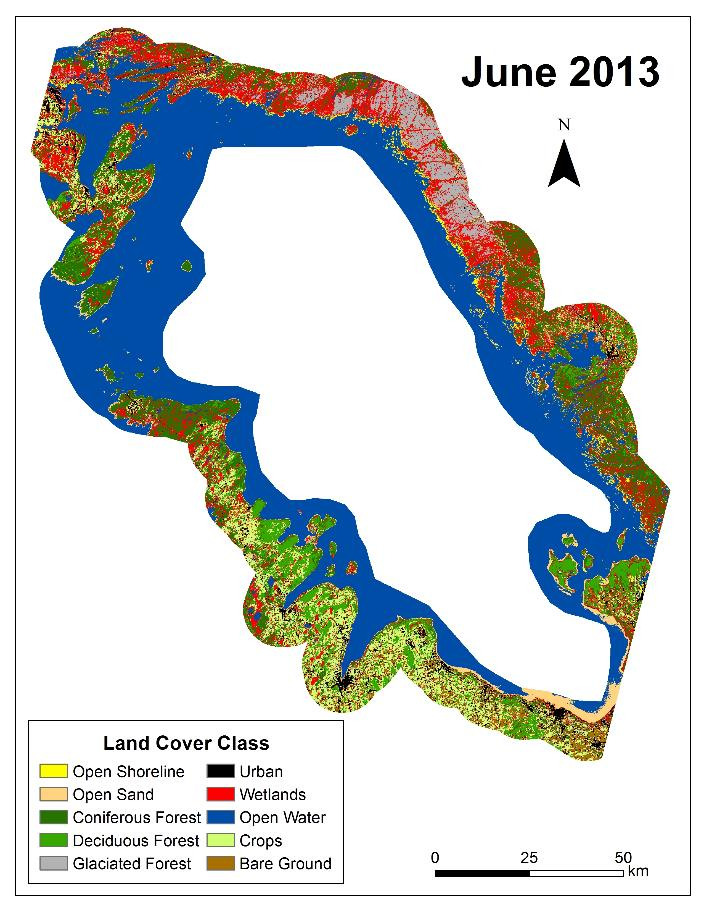 June 2013
N
Land Cover Class
Open Shoreline
Urban
Open Sand
Wetlands
Coniferous Forest
Open Water
Deciduous Forest
Crops
Glaciated Forest
Bare Ground
0 25 50
km